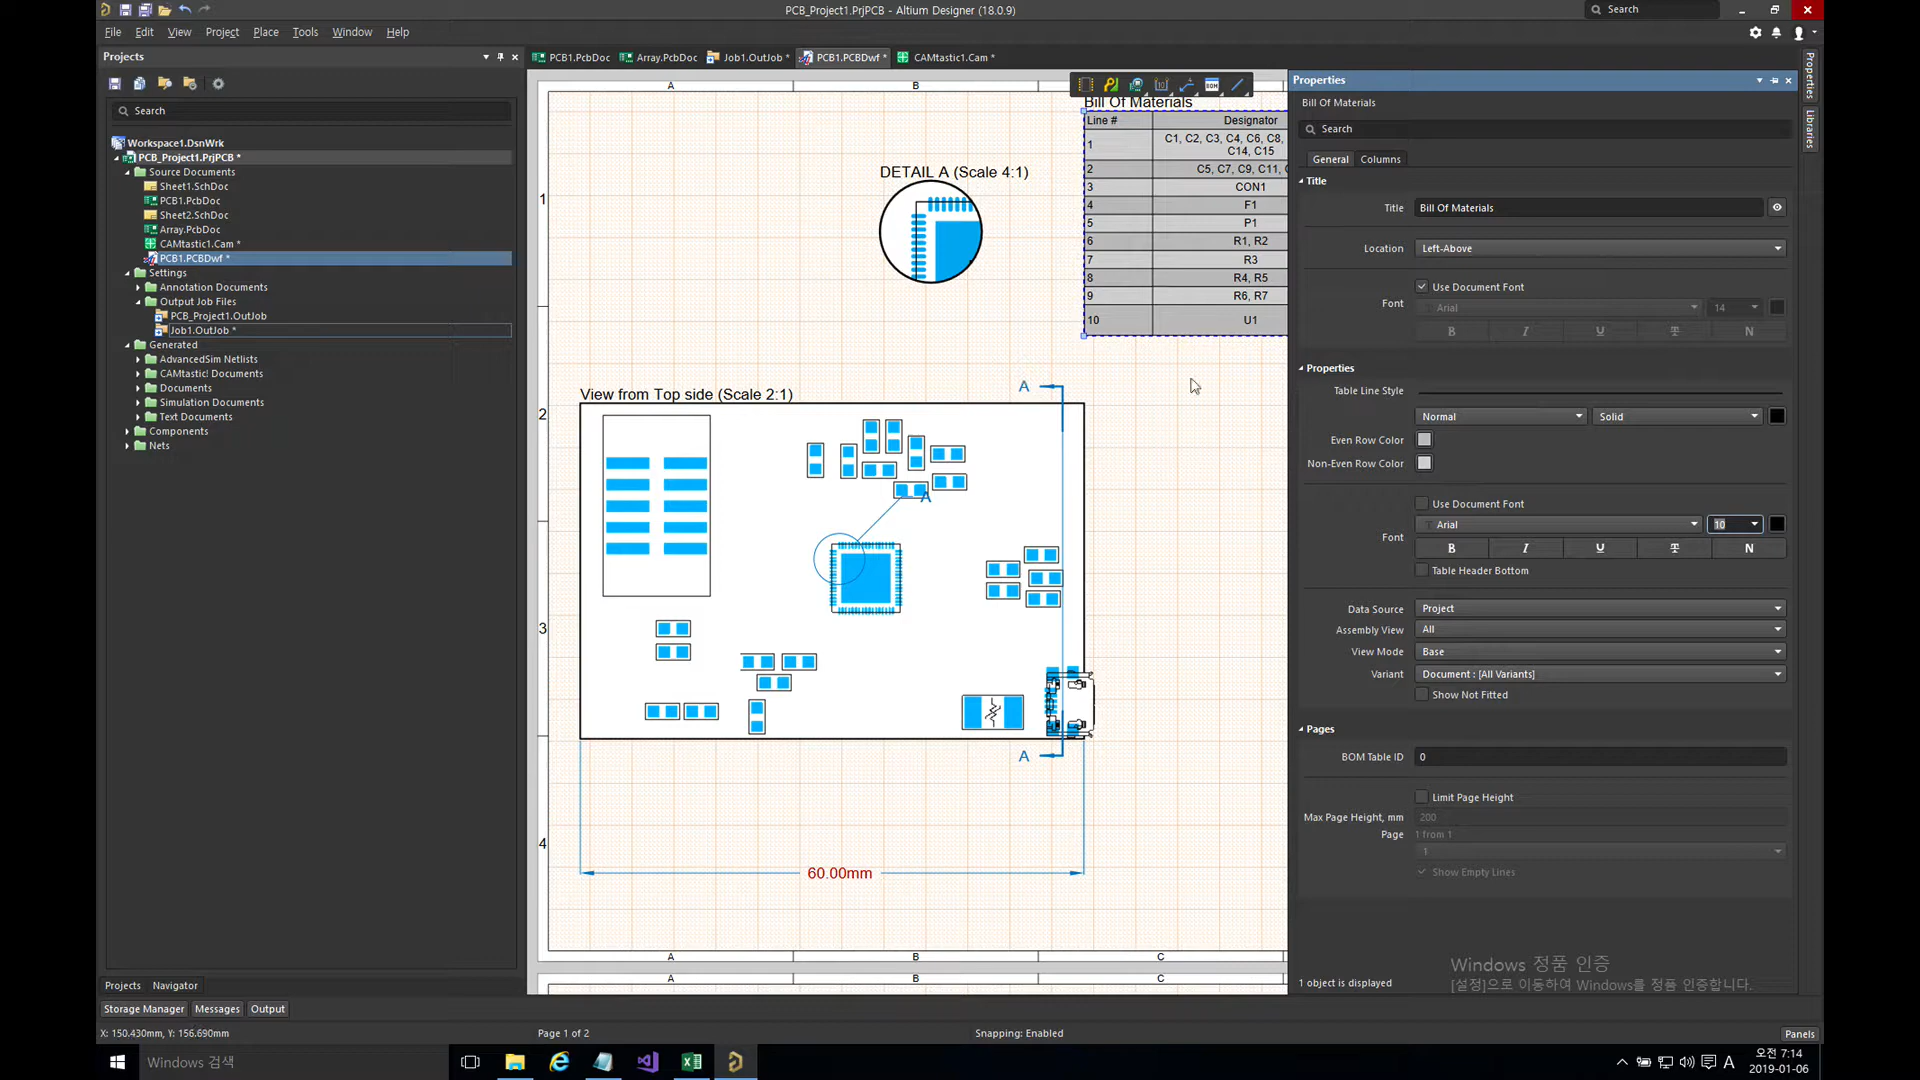 PCB_Project1.PrjPCB - Altium Designer (18.0.9)
Search
File Edit View Project Place Tools Window Help
Projects
PCB1.PcbDoc
Array.PcbDoc
Job1.OutJob *
PCB1.PCBDwf *
CAMtastic1.Cam *
Search
Workspace1.DsnWrk
PCB_Project1.PrjPCB *
Source Documents
Sheet1.SchDoc
PCB1.PcbDoc
Sheet2.SchDoc
Array.PcbDoc
CAMtastic1.Cam *
PCB1.PCBDwf *
Settings
Annotation Documents
Output Job Files
PCB_Project1.OutJob
Job1.OutJob *
Generated
AdvancedSim Netlists
CAMtastic! Documents
Documents
Simulation Documents
Text Documents
Components
Nets
Projects Navigator
Storage Manager Messages Output
X: 150.430mm, Y: 156.690mm
Page 1 of 2
Snapping: Enabled
Panels
A B
1
2
3
4
DETAIL A (Scale 4:1)
Bill Of Materials
Line # Designator
1 C1, C2, C3, C4, C6, C8,
C14, C15
2 C5, C7, C9, C11,
3 CON1
4 F1
5 P1
6 R1, R2
7 R3
8 R4, R5
9 R6, R7
10 U1
View from Top side (Scale 2:1)
A
A
A
60.00mm
A B C
A B C
Properties
Bill Of Materials
Search
General Columns
Title
Title Bill Of Materials
Location Left-Above
Use Document Font
Font Arial 14
B I U T N
Properties
Table Line Style
Normal Solid
Even Row Color
Non-Even Row Color
Use Document Font
Font Arial 10
B I U T N
Table Header Bottom
Data Source Project
Assembly View All
View Mode Base
Variant Document : [All Variants]
Show Not Fitted
Pages
BOM Table ID 0
Limit Page Height
Max Page Height, mm 200
Page 1 from 1
1
Show Empty Lines
Windows 정품 인증
[설정]으로 이동하여 Windows를 정품 인증합니다.
1 object is displayed
Properties
Libraries
Windows 검색
A
오전 7:14
2019-01-06